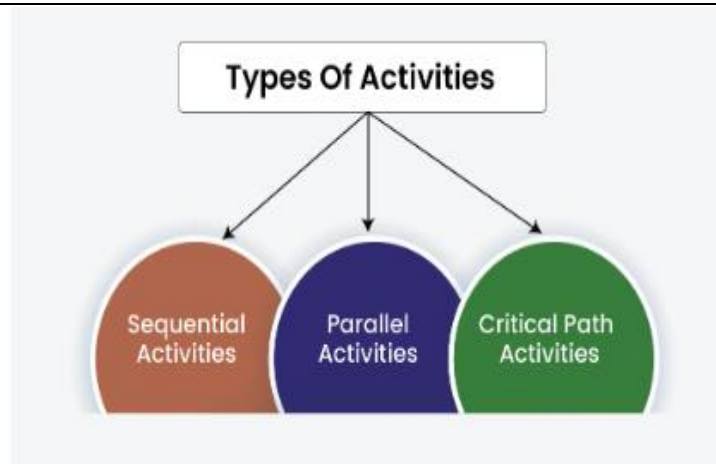 Types Of Activities
Sequential
Activities
Parallel
Activities
Critical Path
Activities